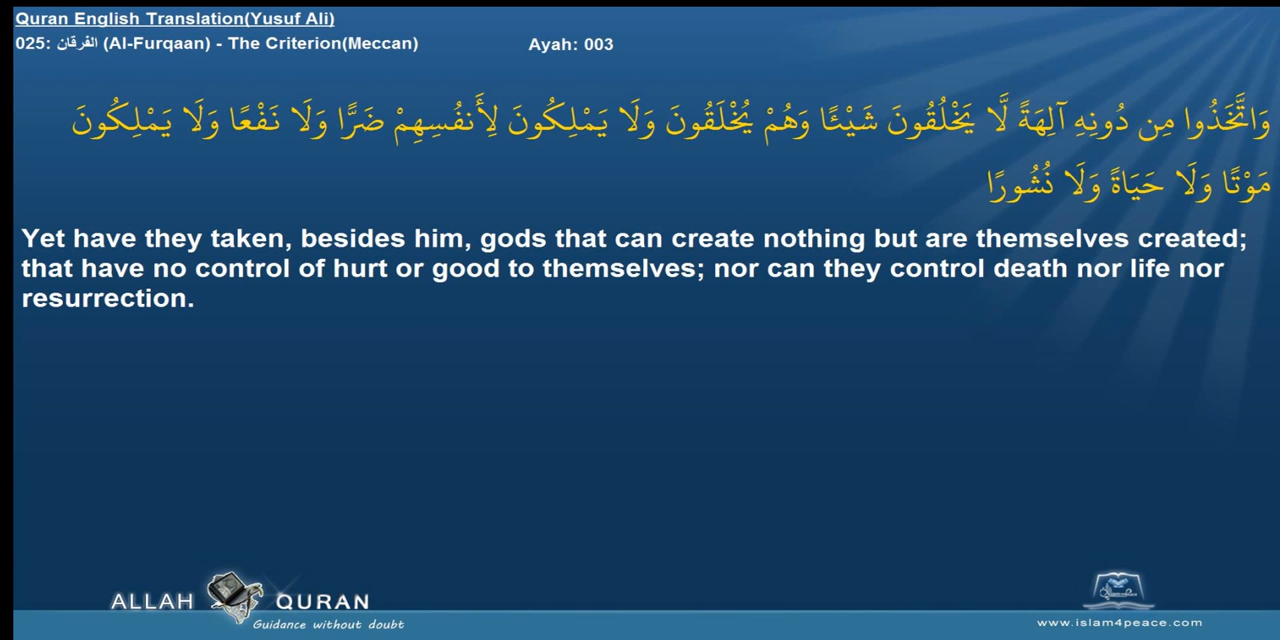 Quran English Translation(Yusuf Ali)
025: الفرقان (Al-Furqaan) - The Criterion(Meccan) Ayah: 003
وَاتَّخَذُوا مِن دُونِهِ آلِهَةً لَّا يَخْلُقُونَ شَيْئًا وَهُمْ يُخْلَقُونَ وَلَا يَمْلِكُونَ لِأَنفُسِهِمْ ضَرًّا وَلَا نَفْعًا وَلَا يَمْلِكُونَ
مَوْتًا وَلَا حَيَاةً وَلَا نُشُورًا
Yet have they taken, besides him, gods that can create nothing but are themselves created;
that have no control of hurt or good to themselves; nor can they control death nor life nor
resurrection.
ALLAH QURAN
Guidance without doubt
www.islam4peace.com